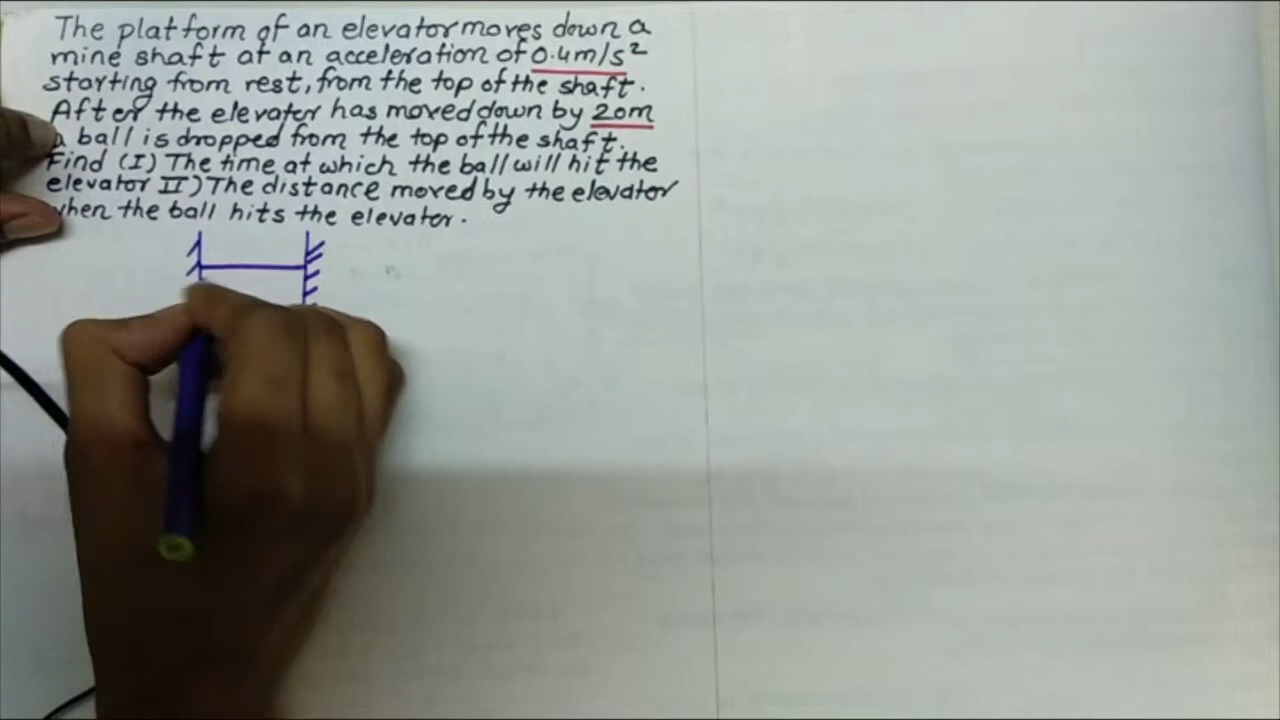 The platform of an elevator moves down a
mine shaft at an acceleration of 0.4m/s²
starting from rest, from the top of the shaft.
After the elevater has moved down by 20m
a ball is dropped from the top of the shaft.
Find (I) The time at which the ball will hit the
elevator II) The distance moved by the elevator
when the ball hits the elevater.